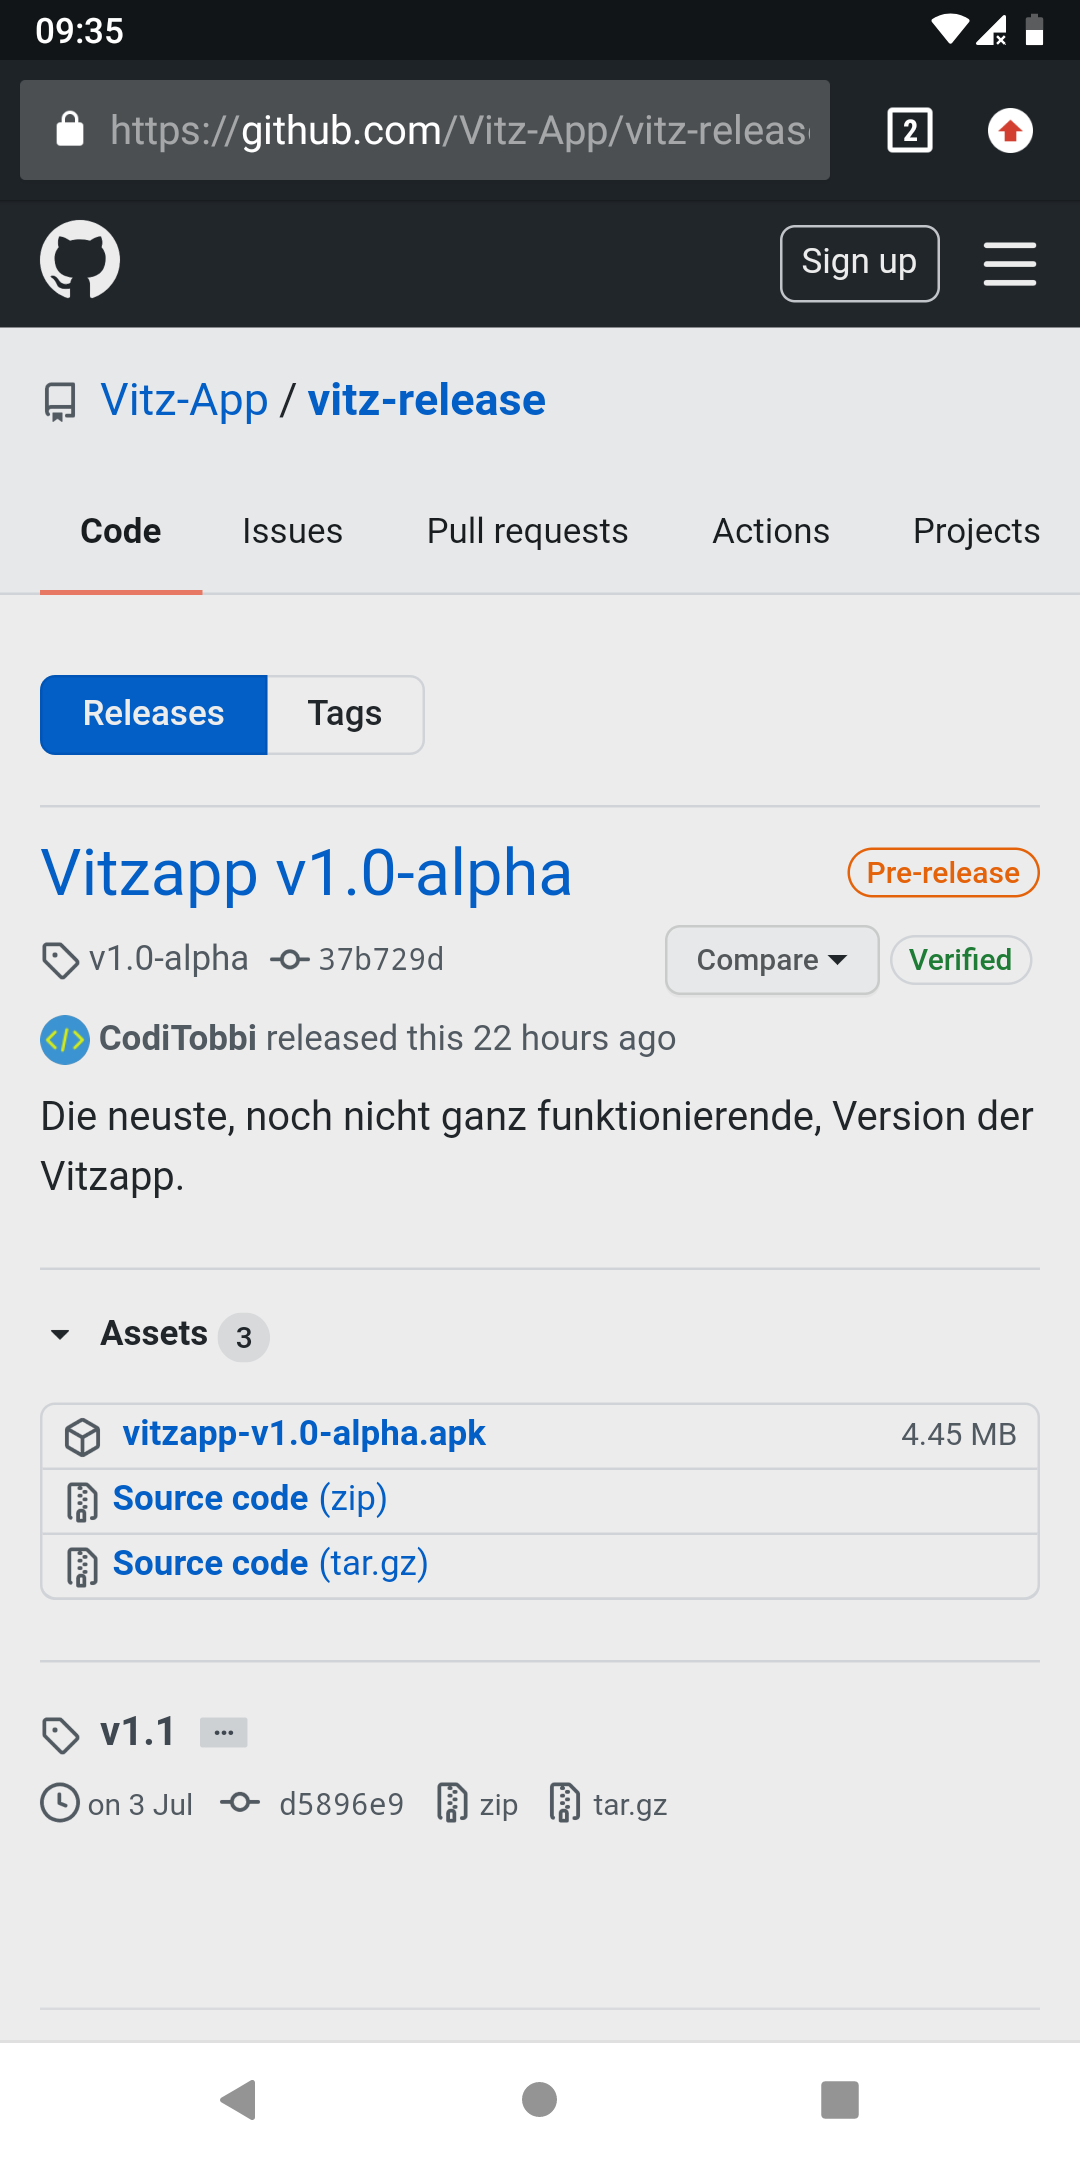 09:35
https://github.com/Vitz-App/vitz-releas
2
Sign up
Vitz-App / vitz-release
Code Issues Pull requests Actions Projects
Releases Tags
Vitzapp v1.0-alpha Pre-release
v1.0-alpha 37b729d Compare Verified
CodiTobbi released this 22 hours ago
Die neuste, noch nicht ganz funktionierende, Version der
Vitzapp.
Assets 3
vitzapp-v1.0-alpha.apk 4.45 MB
Source code (zip)
Source code (tar.gz)
v1.1 ...
on 3 Jul d5896e9 zip tar.gz